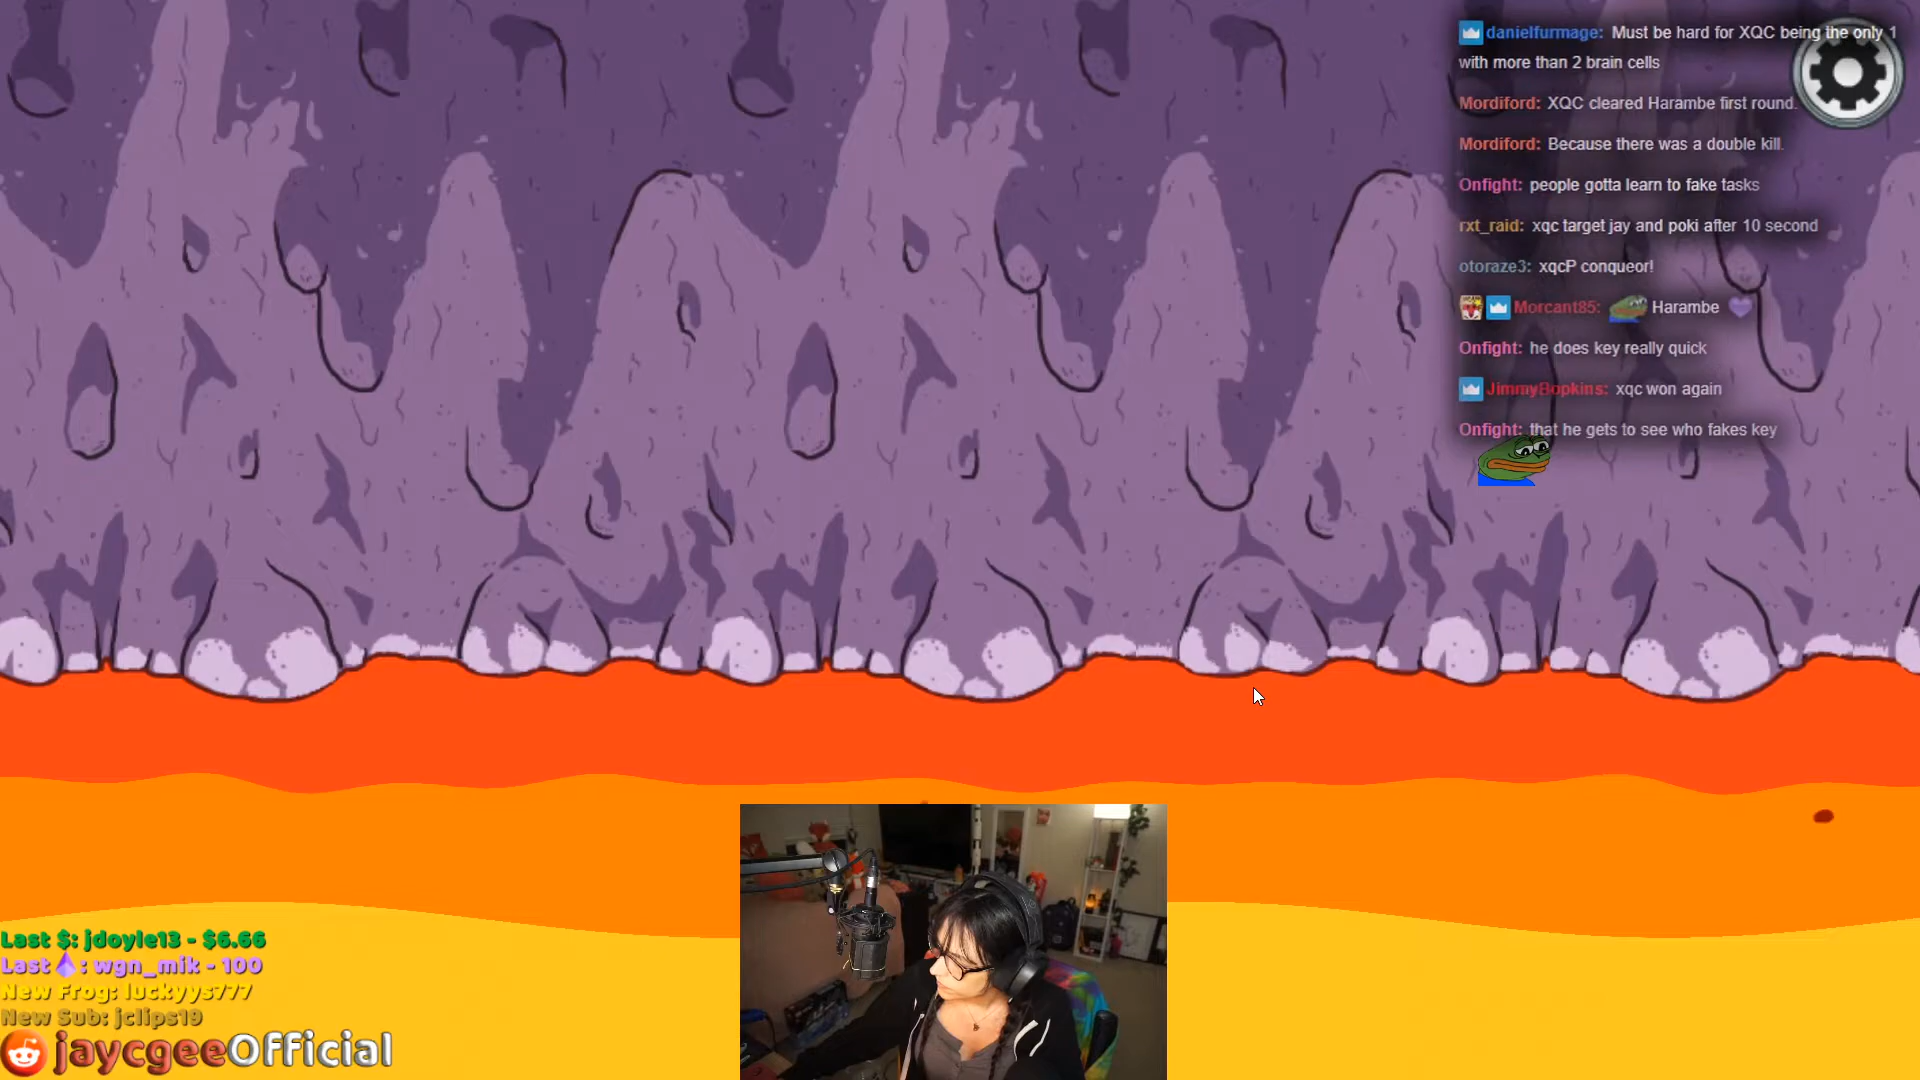 danielfurmage: Must be hard for XQC being the only 1
with more than 2 brain cells
Mordiford: XQC cleared Harambe first round.
Mordiford: Because there was a double kill.
Onfight: people gotta learn to fake tasks
rxt_raid: xqc target jay and poki after 10 second
otoraze3: xqcP conqueor!
Morcant85: Harambe
Onfight: he does key really quick
JimmyBopkins: xqc won again
Onfight: that he gets to see who fakes key
Last $: jdoyle13 - $6.66
Last : wgn_mik - 100
New Frog: luckyys777
New Sub: jclips19
jaycgeeOfficial